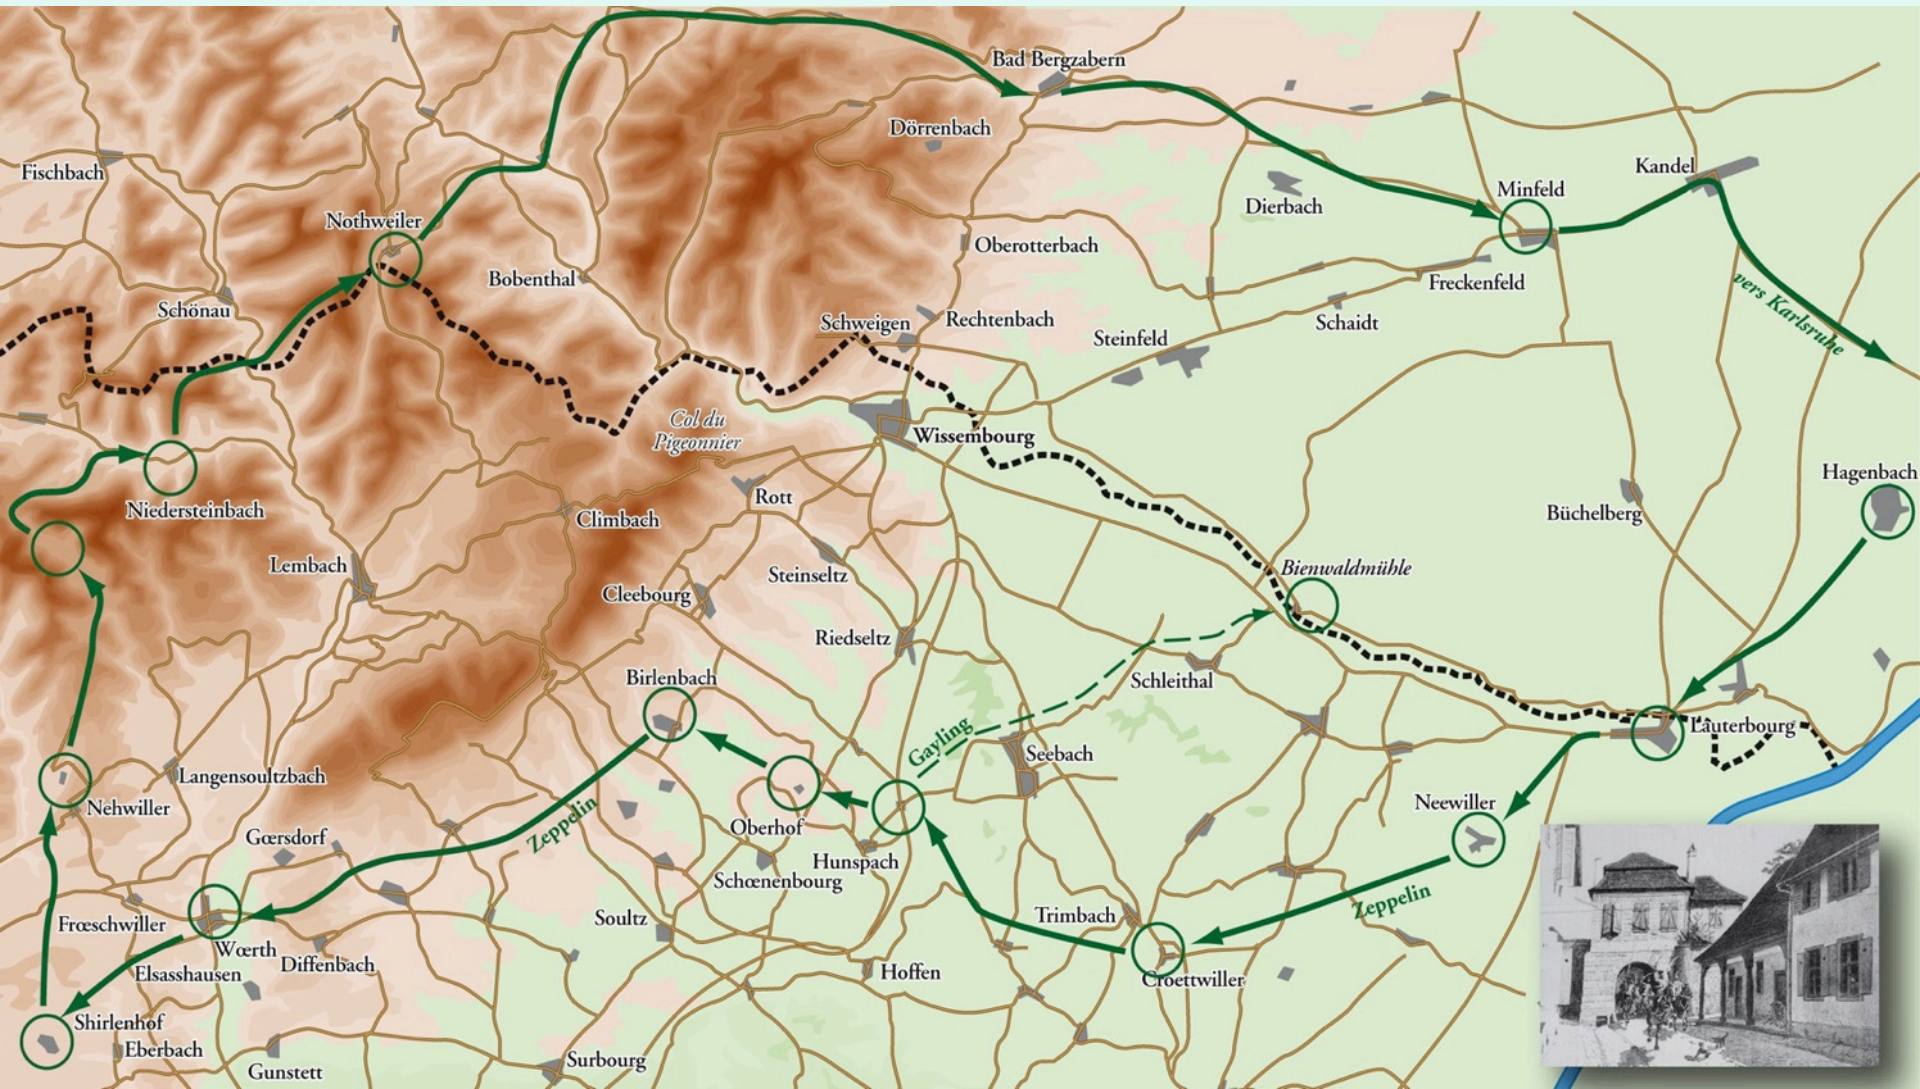 Bad Bergzabern
Dörrenbach
Fischbach
Kandel
Minfeld
Dierbach
Nothweiler
Oberotterbach
Bobenthal
Freckenfeld
Schönau
vers Karlsruhe
Schweigen
Rechtenbach
Schaidt
Steinfeld
Col du
Pigeonnier
Wissembourg
Hagenbach
Rott
Niedersteinbach
Climbach
Büchelberg
Lembach
Steinseltz
Bienwaldmühle
Cleebourg
Riedseltz
Birlenbach
Schleithal
Gayling
Lauterbourg
Seebach
Langensoultzbach
Nehwiller
Neewiller
Zeppelin
Oberhof
Gœrsdorf
Hunspach
Schœnenbourg
Zeppelin
Trimbach
Soultz
Frœschwiller
Wœrth
Diffenbach
Elsasshausen
Hoffen
Croettwiller
Shirlenhof
Eberbach
Surbourg
Gunstett